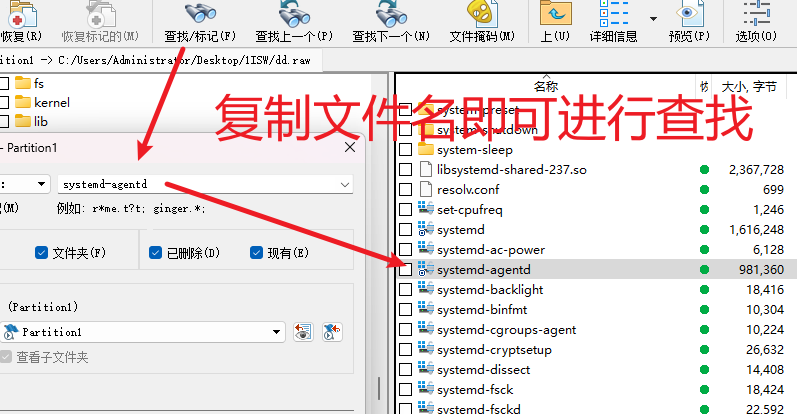 恢复(R) 恢复标记的(M) 查找/标记(F) 查找上一个(P) 查找下一个(N) 文件掩码(M) 上(U) 详细信息 预览(P) 选项(O)
ition1 -> C:/Users/Administrator/Desktop/1ISW/dd.raw
fs
kernel
lib
- Partition1
: systemd-agentd
(M) 例如: r*me.t?t; ginger.*;
文件夹(F) 已删除(D) 现有(E)
(Partition1)
Partition1
查看子文件夹
复制文件名即可进行查找
名称 大小, 字节
system-preset
system-shutdown
system-sleep
libsystemd-shared-237.so 2,367,728
resolv.conf 699
set-cpufreq 1,246
systemd 1,616,248
systemd-ac-power 6,128
systemd-agentd 981,360
systemd-backlight 18,416
systemd-binfmt 10,304
systemd-cgroups-agent 10,224
systemd-cryptsetup 26,632
systemd-dissect 14,408
systemd-fsck 18,424
systemd-fsckd 22,592